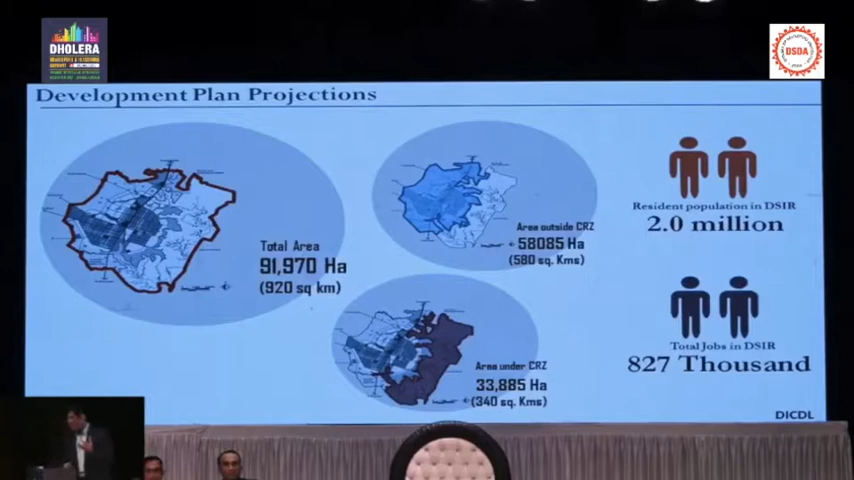 DHOLERA
DSDA
Development Plan Projections
Total Area
91,970 Ha
(920 sq km)
Area outside CRZ
58085 Ha
(580 sq. Kms)
Area under CRZ
33,885 Ha
(340 sq. Kms)
Resident population in DSIR
2.0 million
Total Jobs in DSIR
827 Thousand
DICDL